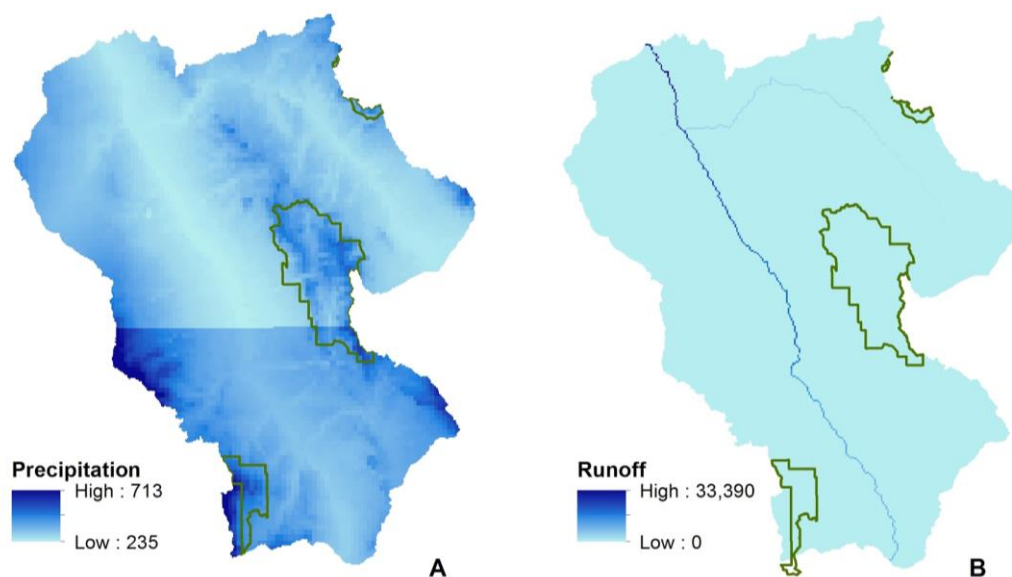 Precipitation
High : 713
Low : 235
A
Runoff
High : 33,390
Low : 0
B